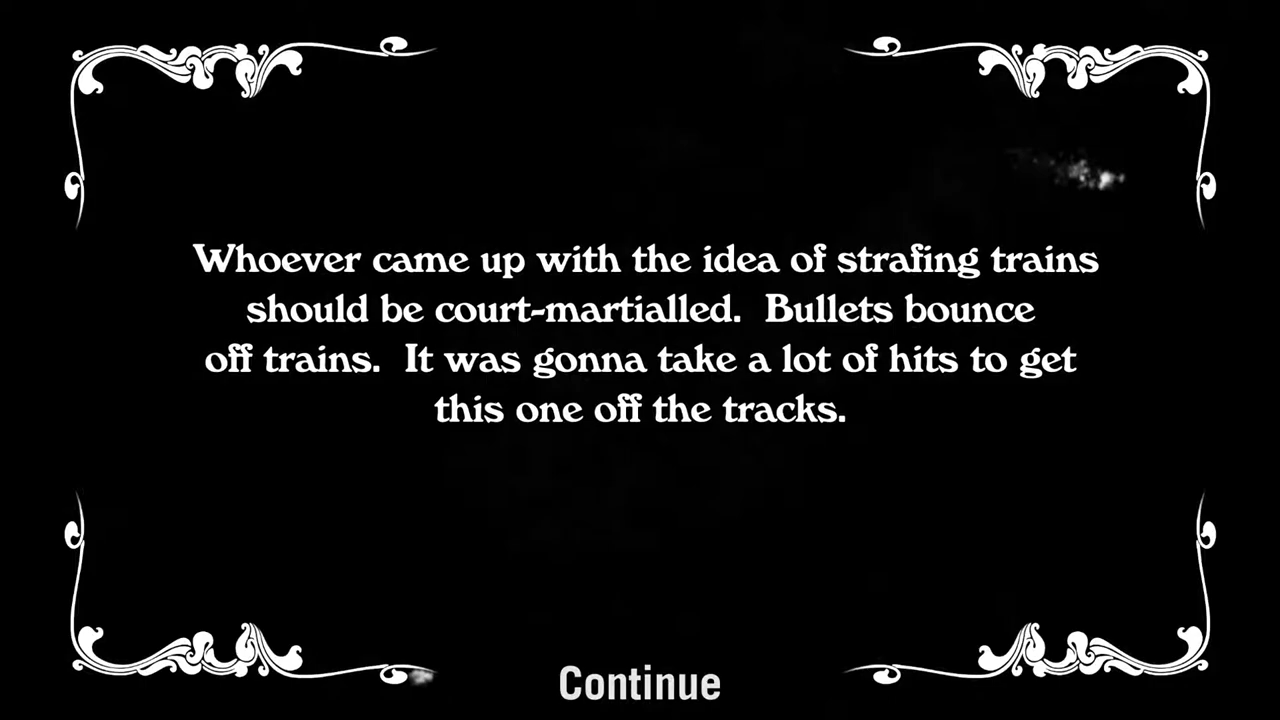 Whoever came up with the idea of strafing trains
should be court-martialled.  Bullets bounce
off trains.  It was gonna take a lot of hits to get
this one off the tracks.
Continue